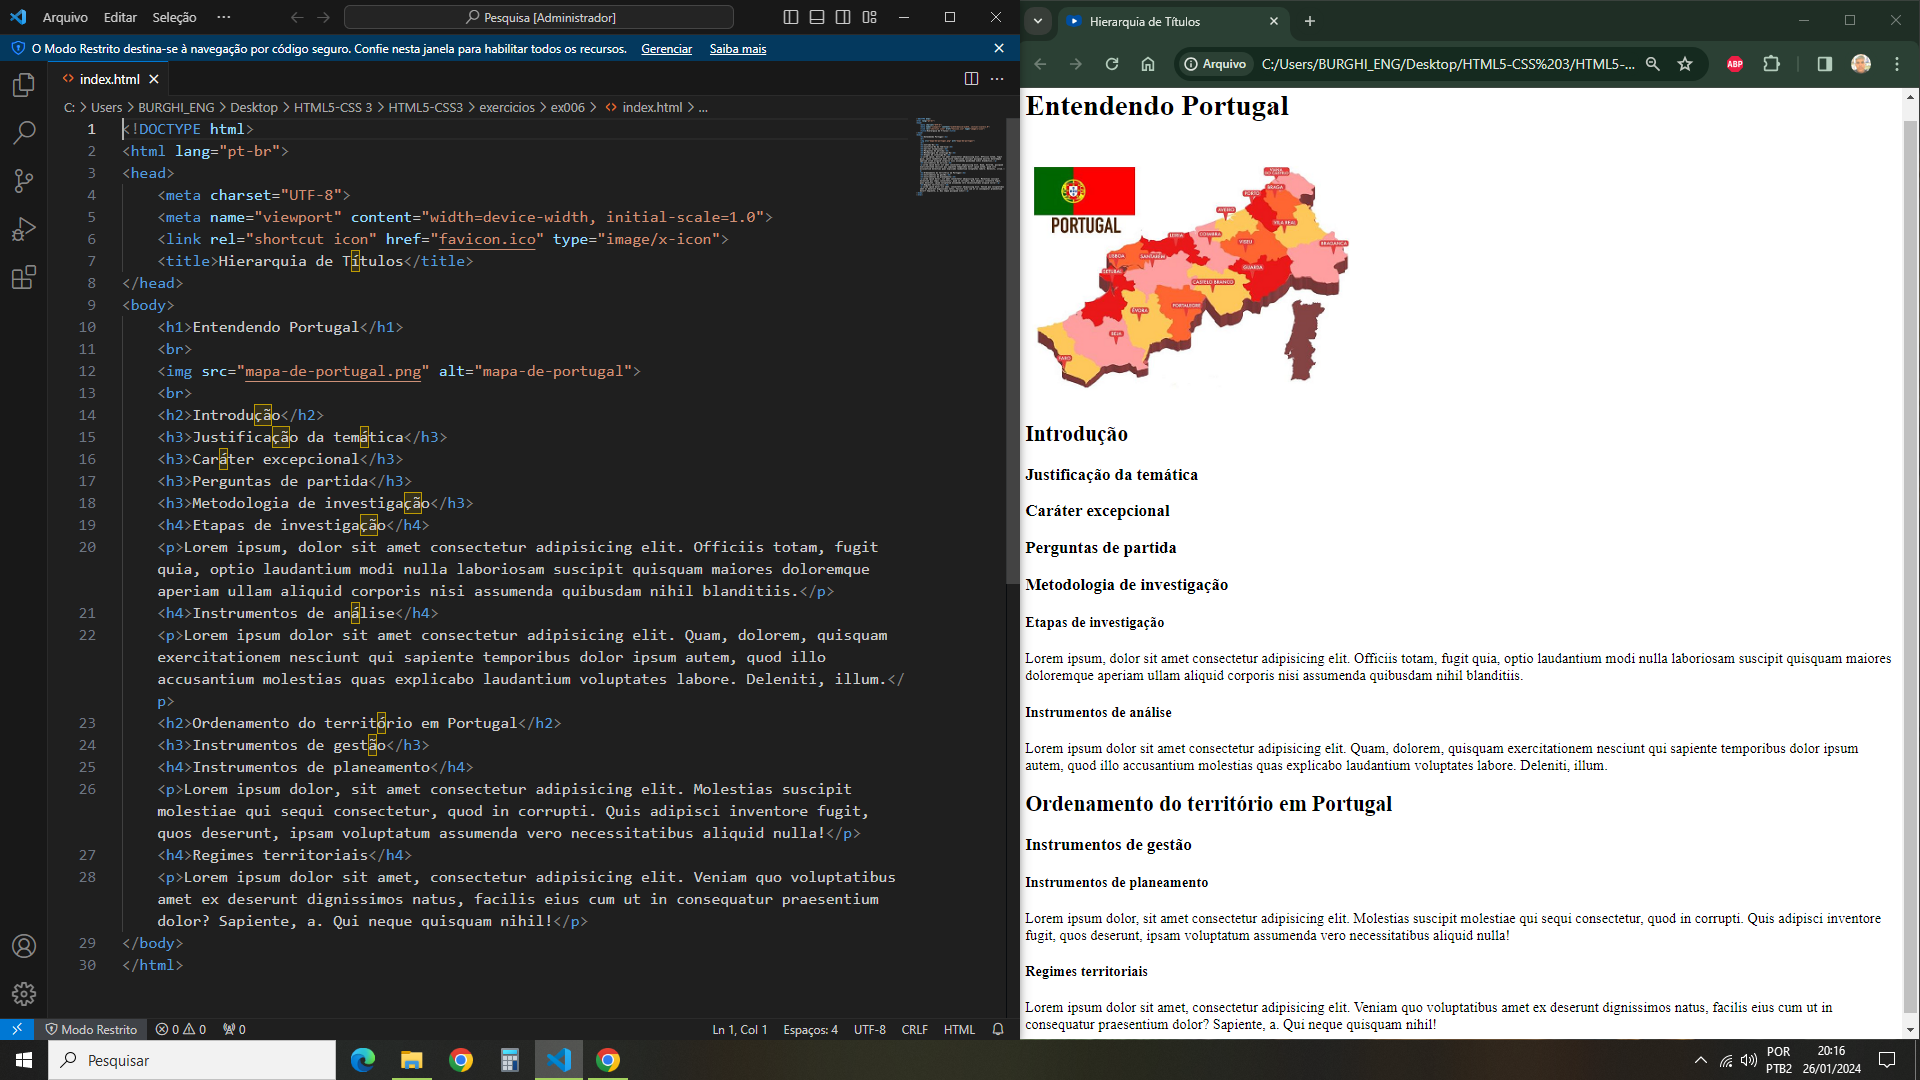 Arquivo Editar Seleção ··· Pesquisa [Administrador]
O Modo Restrito destina-se à navegação por código seguro. Confie nesta janela para habilitar todos os recursos. Gerenciar Saiba mais
index.html
C: > Users > BURGHI_ENG > Desktop > HTML5-CSS 3 > HTML5-CSS3 > exercicios > ex006 > index.html > ...
1 <!DOCTYPE html>
2 <html lang="pt-br">
3 <head>
4 <meta charset="UTF-8">
5 <meta name="viewport" content="width=device-width, initial-scale=1.0">
6 <link rel="shortcut icon" href="favicon.ico" type="image/x-icon">
7 <title>Hierarquia de Títulos</title>
8 </head>
9 <body>
10 <h1>Entendendo Portugal</h1>
11 <br>
12 <img src="mapa-de-portugal.png" alt="mapa-de-portugal">
13 <br>
14 <h2>Introdução</h2>
15 <h3>Justificação da temática</h3>
16 <h3>Caráter excepcional</h3>
17 <h3>Perguntas de partida</h3>
18 <h3>Metodologia de investigação</h3>
19 <h4>Etapas de investigação</h4>
20 <p>Lorem ipsum, dolor sit amet consectetur adipisicing elit. Officiis totam, fugit
quia, optio laudantium modi nulla laboriosam suscipit quisquam maiores doloremque
aperiam ullam aliquid corporis nisi assumenda quibusdam nihil blanditiis.</p>
21 <h4>Instrumentos de análise</h4>
22 <p>Lorem ipsum dolor sit amet consectetur adipisicing elit. Quam, dolorem, quisquam
exercitationem nesciunt qui sapiente temporibus dolor ipsum autem, quod illo
accusantium molestias quas explicabo laudantium voluptates labore. Deleniti, illum.</
p>
23 <h2>Ordenamento do território em Portugal</h2>
24 <h3>Instrumentos de gestão</h3>
25 <h4>Instrumentos de planeamento</h4>
26 <p>Lorem ipsum dolor, sit amet consectetur adipisicing elit. Molestias suscipit
molestiae qui sequi consectetur, quod in corrupti. Quis adipisci inventore fugit,
quos deserunt, ipsam voluptatum assumenda vero necessitatibus aliquid nulla!</p>
27 <h4>Regimes territoriais</h4>
28 <p>Lorem ipsum dolor sit amet, consectetur adipisicing elit. Veniam quo voluptatibus
amet ex deserunt dignissimos natus, facilis eius cum ut in consequatur praesentium
dolor? Sapiente, a. Qui neque quisquam nihil!</p>
29 </body>
30 </html>
Modo Restrito 0 0 0 Ln 1, Col 1 Espaços: 4 UTF-8 CRLF HTML
Hierarquia de Títulos
Arquivo C:/Users/BURGHI_ENG/Desktop/HTML5-CSS%203/HTML5-... ABP
Entendendo Portugal
PORTUGAL
VIANA DO CASTELO
BRAGA
PORTO
AVEIRO
VILA REAL
COIMBRA
VISEU
BRAGANCA
LEIRIA
LISBOA
SANTAREM
GUARDA
SETUBAL
CASTELO BRANCO
PORTALEGRE
EVORA
BEJA
FARO
Introdução
Justificação da temática
Caráter excepcional
Perguntas de partida
Metodologia de investigação
Etapas de investigação
Lorem ipsum, dolor sit amet consectetur adipisicing elit. Officiis totam, fugit quia, optio laudantium modi nulla laboriosam suscipit quisquam maiores
doloremque aperiam ullam aliquid corporis nisi assumenda quibusdam nihil blanditiis.
Instrumentos de análise
Lorem ipsum dolor sit amet consectetur adipisicing elit. Quam, dolorem, quisquam exercitationem nesciunt qui sapiente temporibus dolor ipsum
autem, quod illo accusantium molestias quas explicabo laudantium voluptates labore. Deleniti, illum.
Ordenamento do território em Portugal
Instrumentos de gestão
Instrumentos de planeamento
Lorem ipsum dolor, sit amet consectetur adipisicing elit. Molestias suscipit molestiae qui sequi consectetur, quod in corrupti. Quis adipisci inventore
fugit, quos deserunt, ipsam voluptatum assumenda vero necessitatibus aliquid nulla!
Regimes territoriais
Lorem ipsum dolor sit amet, consectetur adipisicing elit. Veniam quo voluptatibus amet ex deserunt dignissimos natus, facilis eius cum ut in
consequatur praesentium dolor? Sapiente, a. Qui neque quisquam nihil!
Pesquisar
POR 20:16
PTB2 26/01/2024